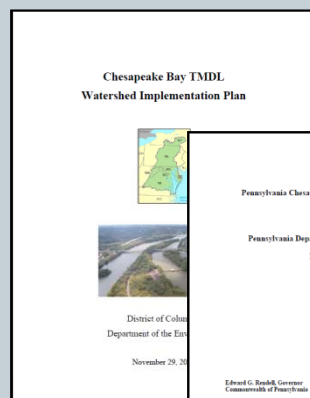 Chesapeake Bay TMDL
Watershed Implementation Plan
District of Colum
Department of the Env
November 29, 20
Pennsylvania Chesa
Pennsylvania Depa
Edward G. Rendell, Governor
Commonwealth of Pennsylvania